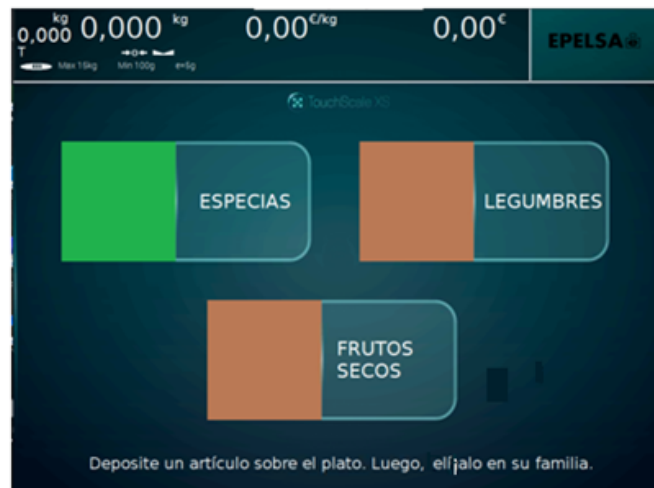 kg
0,000 0,000 kg 0,00 €/kg 0,00 € EPELSA
T
Max 15kg Min 100g e=5g
TouchScale XS
ESPECIAS LEGUMBRES
FRUTOS
SECOS
Deposite un artículo sobre el plato. Luego, elíjalo en su familia.